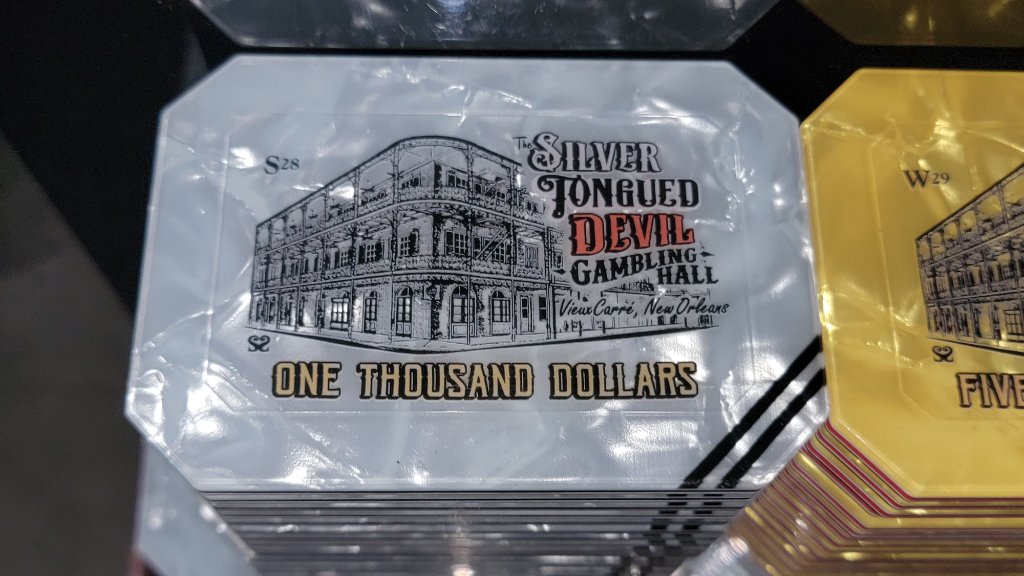 S28
The SILVER
TONGUED
DEVIL
GAMBLING
HALL
Vieux Carré, New Orleans
ONE THOUSAND DOLLARS
W29
FIVE